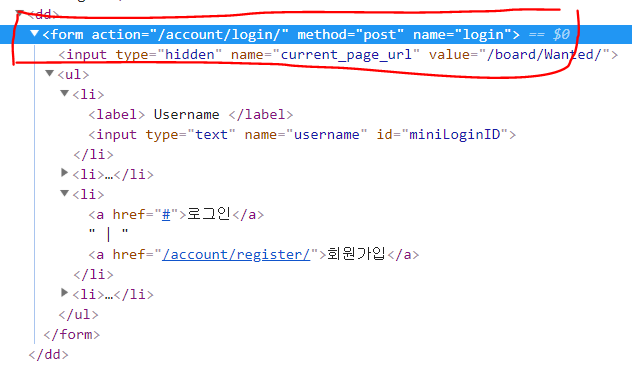 ▼<dd>
▼<form action="/account/login/" method="post" name="login"> == $0
<input type="hidden" name="current_page_url" value="/board/Wanted/">
▼<ul>
▼<li>
<label> Username </label>
<input type="text" name="username" id="miniLoginID">
</li>
▶<li>…</li>
▼<li>
<a href="#">로그인</a>
" | "
<a href="/account/register/">회원가입</a>
</li>
▶<li>…</li>
</ul>
</form>
</dd>